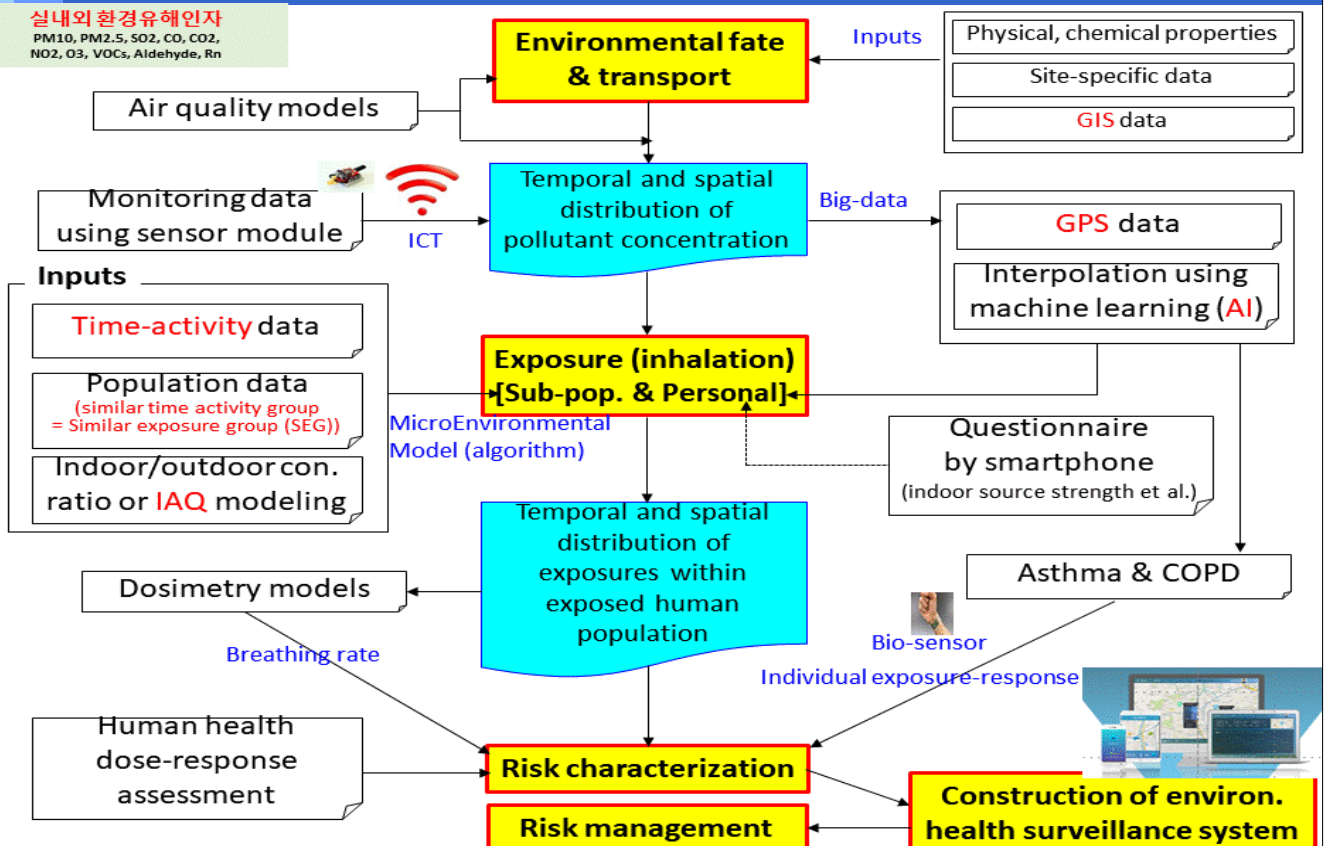 실내외 환경유해인자
PM10, PM2.5, SO2, CO, CO2,
NO2, O3, VOCs, Aldehyde, Rn
Environmental fate
& transport
Inputs
Physical, chemical properties
Site-specific data
GIS data
Air quality models
Monitoring data
using sensor module
ICT
Temporal and spatial
distribution of
pollutant concentration
Big-data
GPS data
Interpolation using
machine learning (AI)
Inputs
Time-activity data
Population data
(similar time activity group
= Similar exposure group (SEG))
Indoor/outdoor con.
ratio or IAQ modeling
Exposure (inhalation)
[Sub-pop. & Personal]
MicroEnvironmental
Model (algorithm)
Questionnaire
by smartphone
(indoor source strength et al.)
Temporal and spatial
distribution of
exposures within
exposed human
population
Dosimetry models
Asthma & COPD
Breathing rate
Bio-sensor
Individual exposure-response
Human health
dose-response
assessment
Risk characterization
Risk management
Construction of environ.
health surveillance system